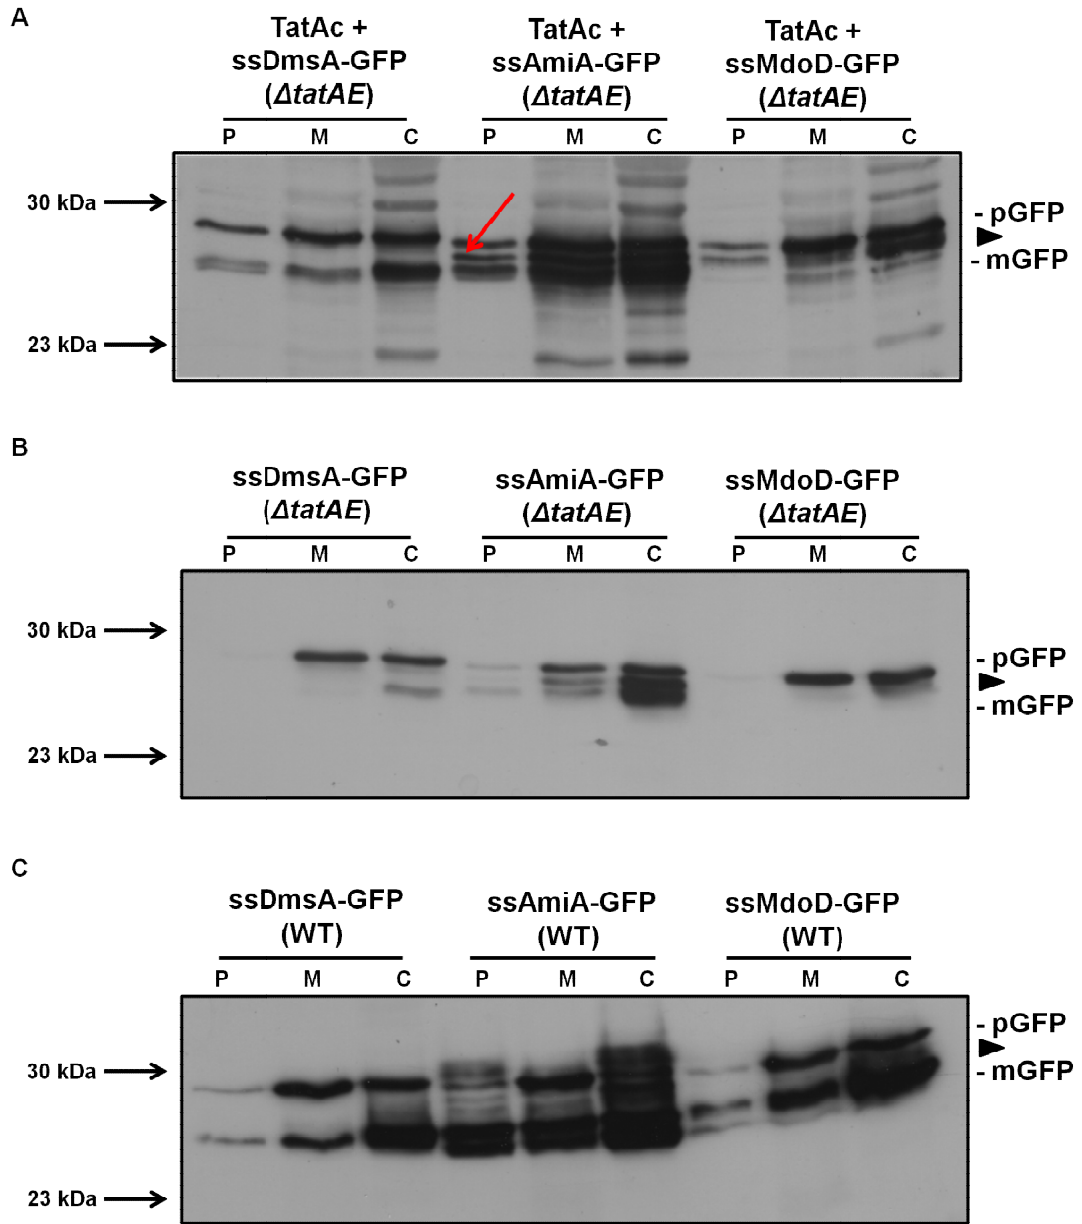 A
TatAc + TatAc + TatAc +
ssDmsA-GFP ssAmiA-GFP ssMdoD-GFP
(ΔtatAE) (ΔtatAE) (ΔtatAE)
P M C P M C P M C
30 kDa
- pGFP
- mGFP
23 kDa
B
ssDmsA-GFP ssAmiA-GFP ssMdoD-GFP
(ΔtatAE) (ΔtatAE) (ΔtatAE)
P M C P M C P M C
30 kDa
- pGFP
- mGFP
23 kDa
C
ssDmsA-GFP ssAmiA-GFP ssMdoD-GFP
(WT) (WT) (WT)
P M C P M C P M C
- pGFP
30 kDa - mGFP
23 kDa